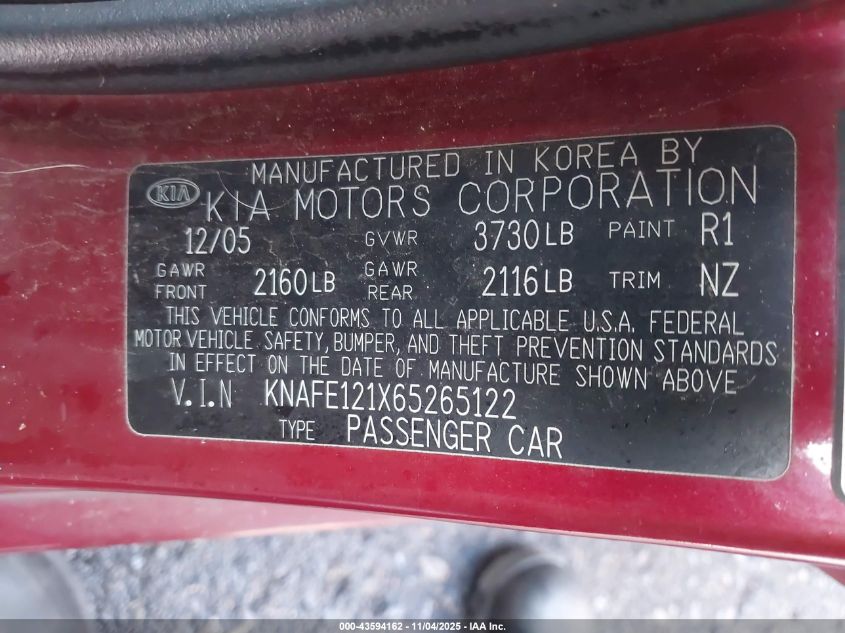 MANUFACTURED IN KOREA BY
KIA KIA MOTORS CORPORATION
12/05 GVWR 3730LB PAINT R1
GAWR FRONT 2160LB GAWR REAR 2116LB TRIM NZ
THIS VEHICLE CONFORMS TO ALL APPLICABLE U.S.A. FEDERAL
MOTOR VEHICLE SAFETY, BUMPER, AND THEFT PREVENTION STANDARDS
IN EFFECT ON THE DATE OF MANUFACTURE SHOWN ABOVE
V.I.N KNAFE121X65265122
TYPE PASSENGER CAR
000-43594162 - 11/04/2025 - IAA Inc.